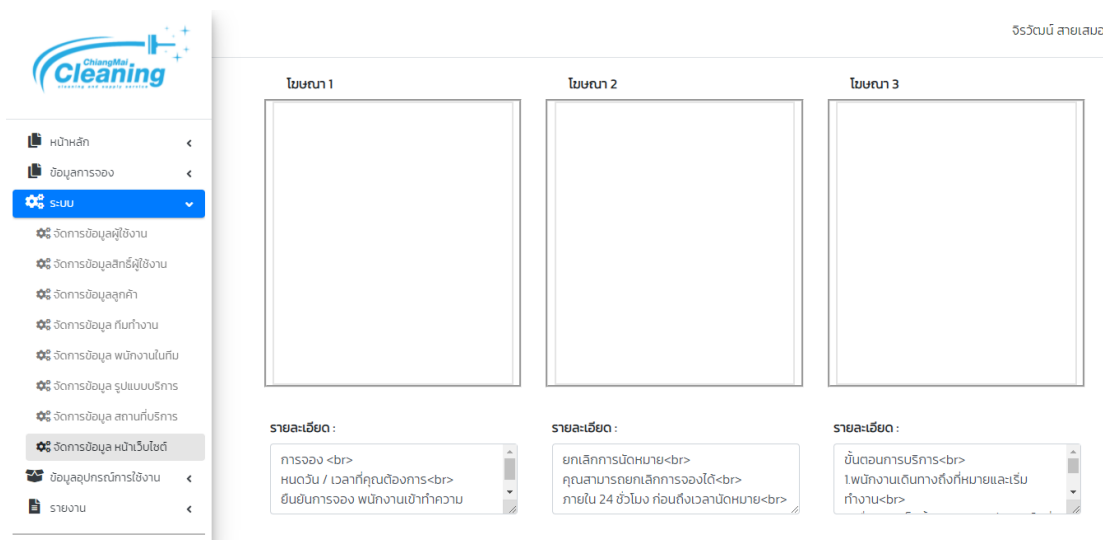 ChiangMai
Cleaning
cleaning and supply service
จิรวัฒน์ สายเสมอ
หน้าหลัก
ข้อมูลการจอง
ระบบ
จัดการข้อมูลผู้ใช้งาน
จัดการข้อมูลสิทธิ์ผู้ใช้งาน
จัดการข้อมูลลูกค้า
จัดการข้อมูล ทีมทำงาน
จัดการข้อมูล พนักงานในทีม
จัดการข้อมูล รูปแบบบริการ
จัดการข้อมูล สถานที่บริการ
จัดการข้อมูล หน้าเว็บไซต์
ข้อมูลอุปกรณ์การใช้งาน
รายงาน
โฆษณา 1
โฆษณา 2
โฆษณา 3
รายละเอียด :
การจอง <br>
หนดวัน / เวลาที่คุณต้องการ<br>
ยืนยันการจอง พนักงานเข้าทำความ
รายละเอียด :
ยกเลิกการนัดหมาย<br>
คุณสามารถยกเลิกการจองได้<br>
ภายใน 24 ชั่วโมง ก่อนถึงเวลานัดหมาย<br>
รายละเอียด :
ขั้นตอนการบริการ<br>
1.พนักงานเดินทางถึงที่หมายและเริ่ม
ทำงาน<br>